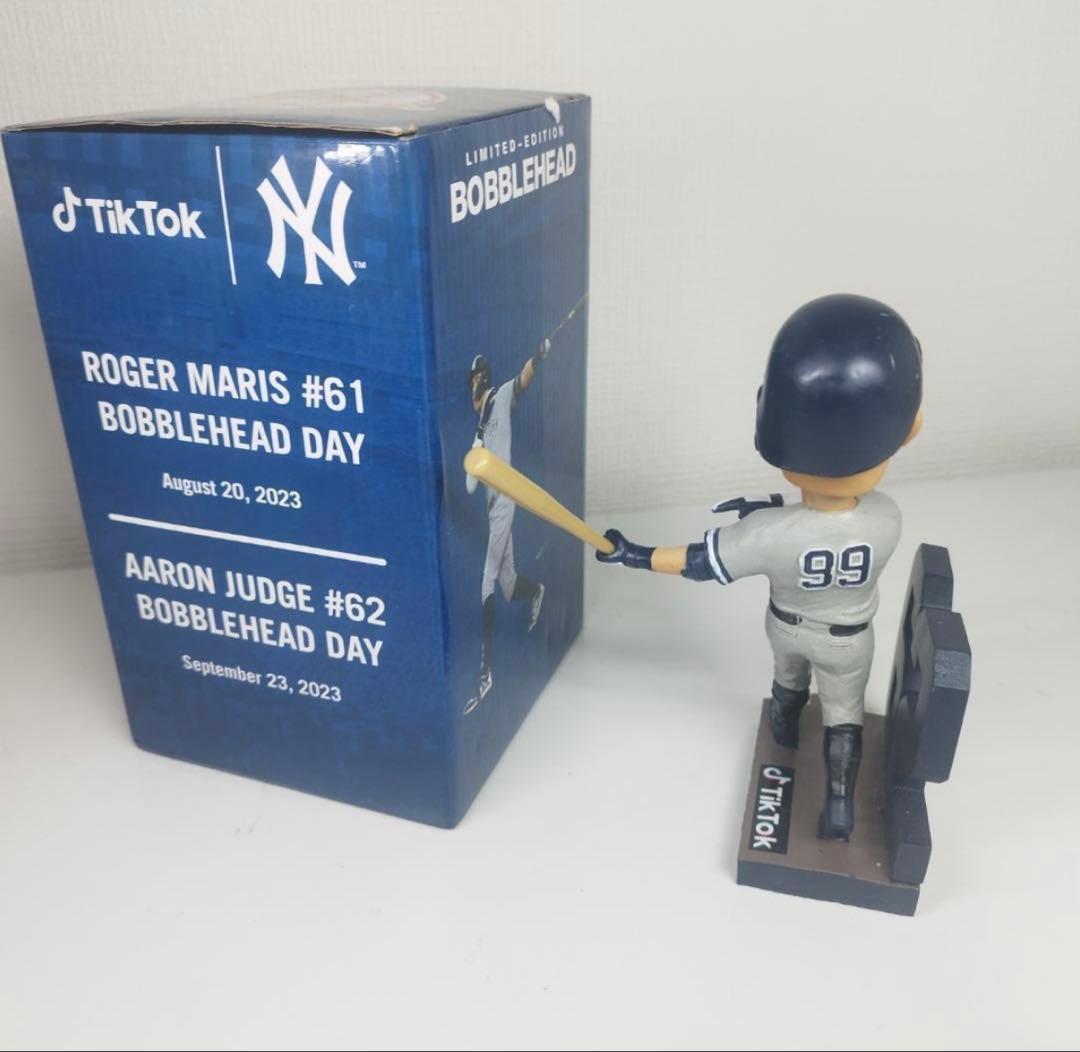 TikTok
NY
TM
ROGER MARIS #61
BOBBLEHEAD DAY
August 20, 2023
AARON JUDGE #62
BOBBLEHEAD DAY
September 23, 2023
LIMITED-EDITION
BOBBLEHEAD
99
TikTok